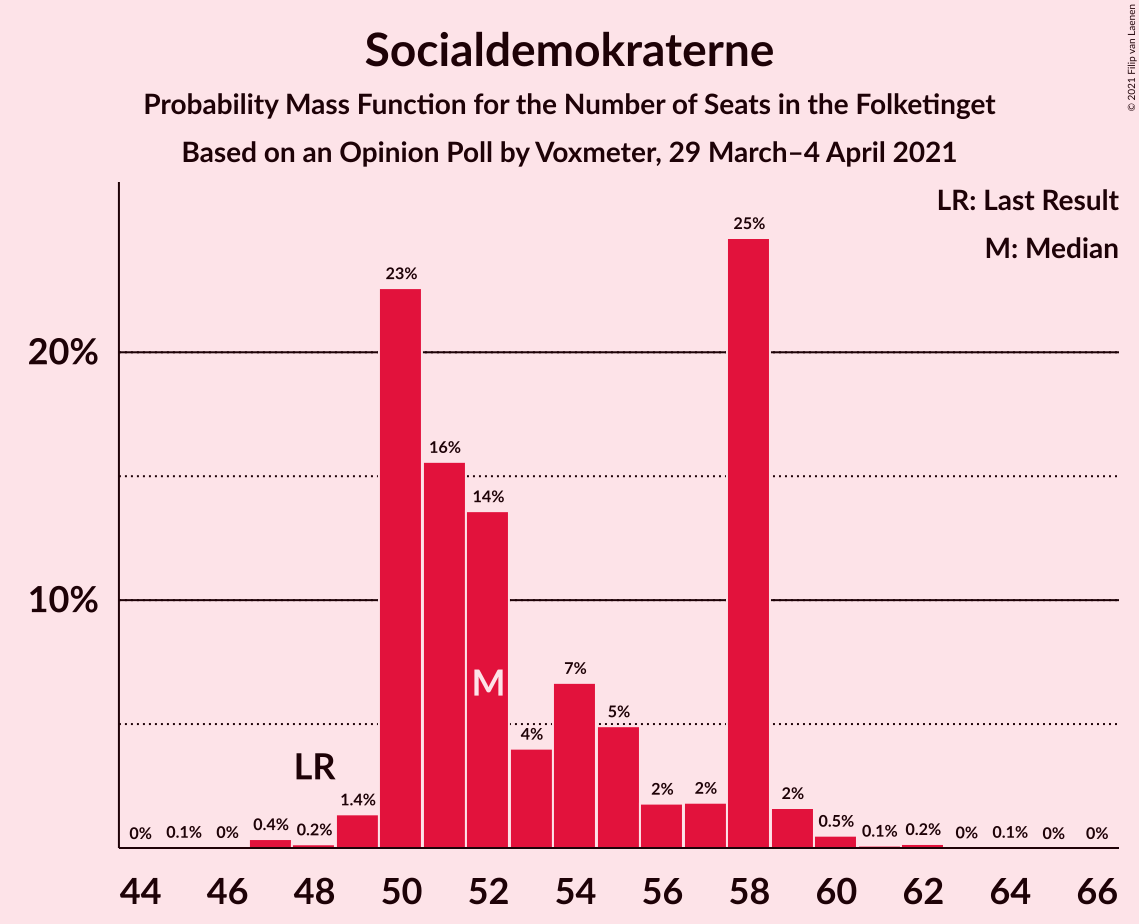 Socialdemokraterne
Probability Mass Function for the Number of Seats in the Folketinget
Based on an Opinion Poll by Voxmeter, 29 March–4 April 2021
© 2021 Filip van Laenen
LR: Last Result
M: Median
20%
10%
0% 0.1% 0% 0.4% 0.2% 1.4% 23% 16% 14% 4% 7% 5% 2% 2% 25% 2% 0.5% 0.1% 0.2% 0% 0.1% 0% 0%
LR
M
44 46 48 50 52 54 56 58 60 62 64 66